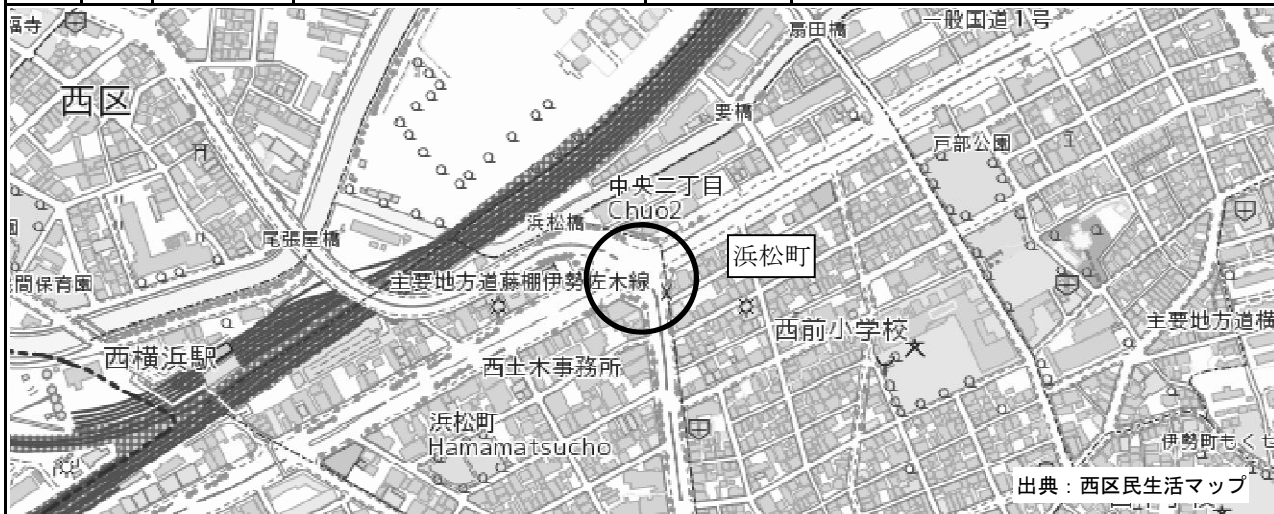 福寺
一般国道1号
扇田橋
西区
要橋
戸部公園
中央二丁目
Chuo2
浜松橋
尾張屋橋
浜松町
間保育園
主要地方道藤棚伊勢佐木線
西前小学校
主要地方道横
西横浜駅
西土木事務所
浜松町
Hamamatsucho
伊勢町もくせ
出典：西区民生活マップ